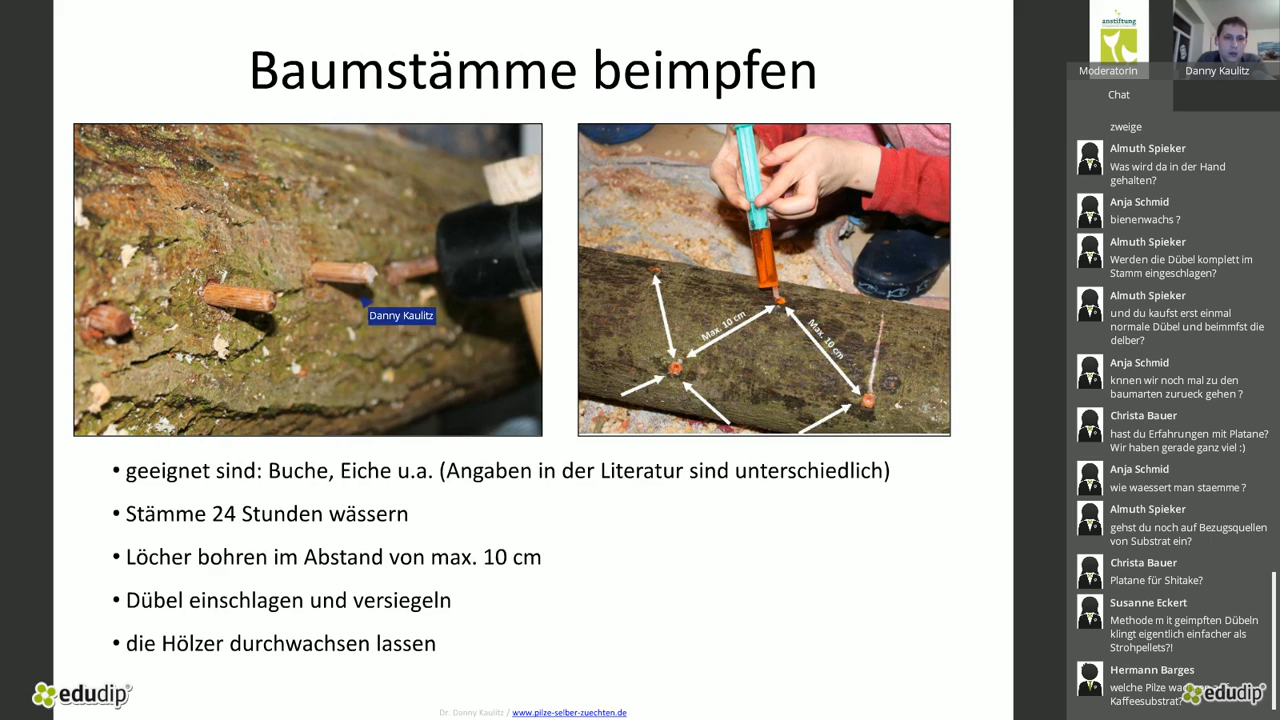 Baumstämme beimpfen
Danny Kaulitz
Max. 10 cm
Max. 10 cm
• geeignet sind: Buche, Eiche u.a. (Angaben in der Literatur sind unterschiedlich)
• Stämme 24 Stunden wässern
• Löcher bohren im Abstand von max. 10 cm
• Dübel einschlagen und versiegeln
• die Hölzer durchwachsen lassen
edudip
Dr. Danny Kaulitz / www.pilze-selber-zuechten.de
anstiftung
Moderatorin
Danny Kaulitz
Chat
zweige
Almuth Spieker
Was wird da in der Hand
gehalten?
Anja Schmid
bienenwachs ?
Almuth Spieker
Werden die Dübel komplett im
Stamm eingeschlagen?
Almuth Spieker
und du kaufst erst einmal
normale Dübel und beimmfst die
delber?
Anja Schmid
knnen wir noch mal zu den
baumarten zurueck gehen ?
Christa Bauer
hast du Erfahrungen mit Platane?
Wir haben gerade ganz viel :)
Anja Schmid
wie waessert man staemme ?
Almuth Spieker
gehst du noch auf Bezugsquellen
von Substrat ein?
Christa Bauer
Platane für Shitake?
Susanne Eckert
Methode m it geimpften Dübeln
klingt eigentlich einfacher als
Strohpellets?!
Hermann Barges
welche Pilze
Kaffeesubstrat?
edudip